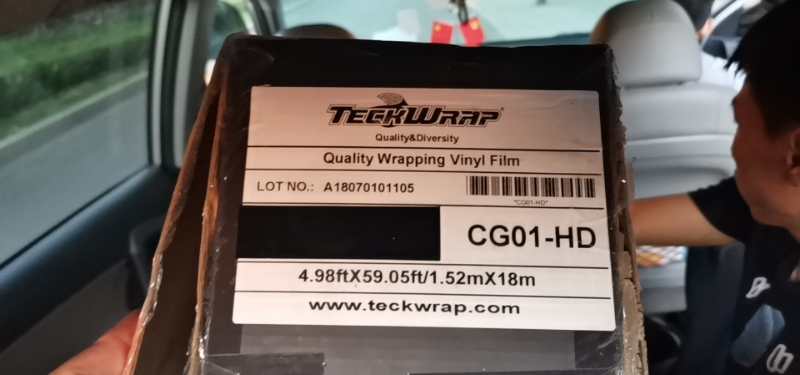 TECKWRAP
Quality&Diversity
Quality Wrapping Vinyl Film
LOT NO.: A18070101105
"CG01-HD"
CG01-HD
4.98ftX59.05ft/1.52mX18m
www.teckwrap.com